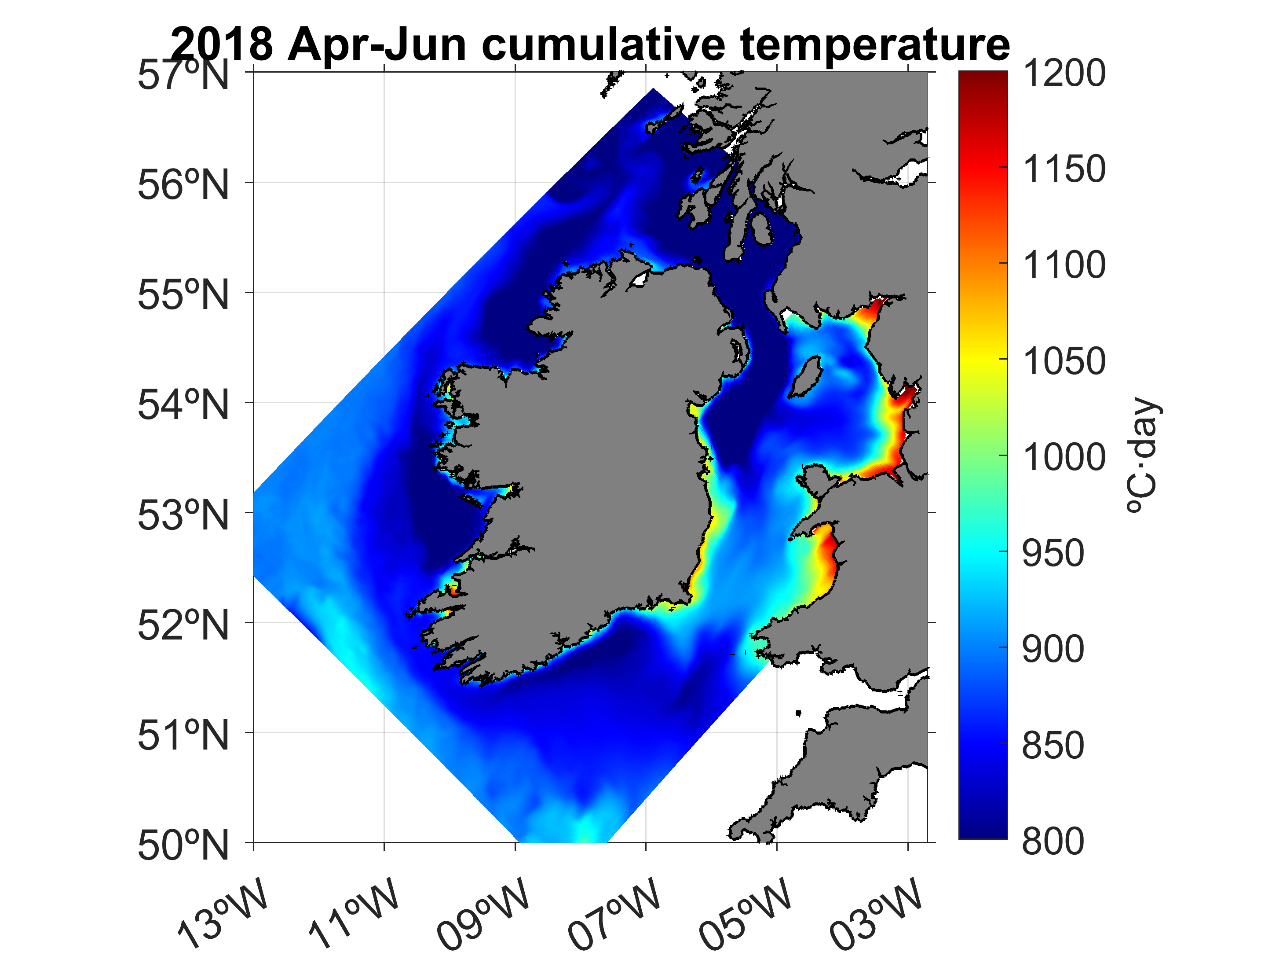 2018 Apr-Jun cumulative temperature
57ºN
56ºN
55ºN
54ºN
53ºN
52ºN
51ºN
50ºN
13ºW
11ºW
09ºW
07ºW
05ºW
03ºW
1200
1150
1100
1050
1000
950
900
850
800
ºC·day